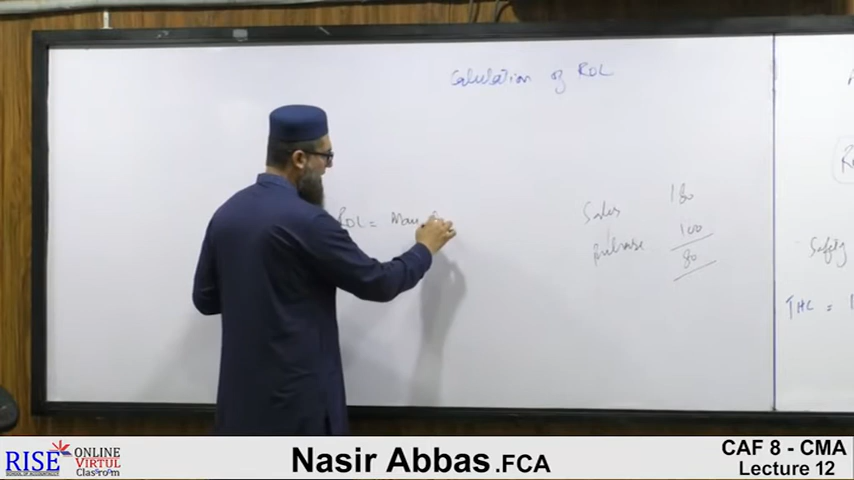 Calculation of ROL
ROL = Max
Sales 180
Purchase 100
80
Safety
THC =
RISE ONLINE VIRTUL Classroom
Nasir Abbas .FCA
CAF 8 - CMA
Lecture 12